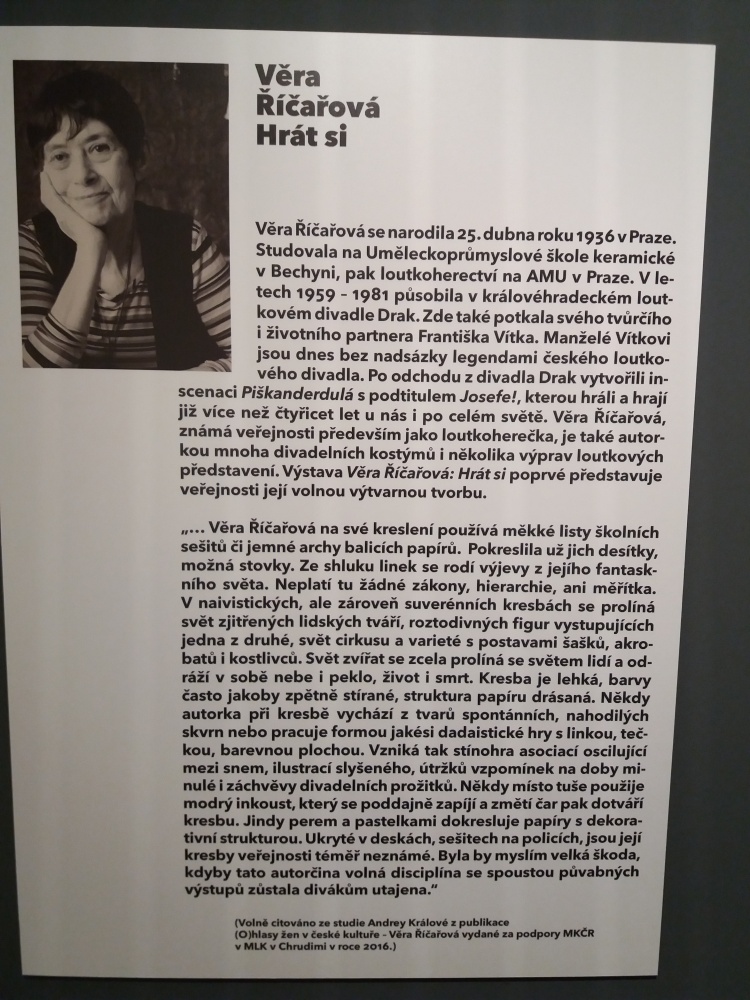 Věra
Říčařová
Hrát si
Věra Říčařová se narodila 25. dubna roku 1936 v Praze.
Studovala na Uměleckoprůmyslové škole keramické
v Bechyni, pak loutkoherectví na AMU v Praze. V le-
tech 1959 – 1981 působila v královéhradeckém lout-
kovém divadle Drak. Zde také potkala svého tvůrčího
i životního partnera Františka Vítka. Manželé Vítkovi
jsou dnes bez nadsázky legendami českého loutko-
vého divadla. Po odchodu z divadla Drak vytvořili in-
scenaci Piškanderdulá s podtitulem Josefe!, kterou hráli a hrají
již více než čtyřicet let u nás i po celém světě. Věra Říčařová,
známá veřejnosti především jako loutkoherečka, je také autor-
kou mnoha divadelních kostýmů i několika výprav loutkových
představení. Výstava Věra Říčařová: Hrát si poprvé představuje
veřejnosti její volnou výtvarnou tvorbu.
„... Věra Říčařová na své kreslení používá měkké listy školních
sešitů či jemné archy balicích papírů. Pokreslila už jich desítky,
možná stovky. Ze shluku linek se rodí výjevy z jejího fantask-
ního světa. Neplatí tu žádné zákony, hierarchie, ani měřítka.
V naivistických, ale zároveň suverénních kresbách se prolíná
svět zjitřených lidských tváří, roztodivných figur vystupujících
jedna z druhé, svět cirkusu a varieté s postavami šašků, akro-
batů i kostlivců. Svět zvířat se zcela prolíná se světem lidí a od-
ráží v sobě nebe i peklo, život i smrt. Kresba je lehká, barvy
často jakoby zpětně stírané, struktura papíru drásaná. Někdy
autorka při kresbě vychází z tvarů spontánních, nahodilých
skvrn nebo pracuje formou jakési dadaistické hry s linkou, teč-
kou, barevnou plochou. Vzniká tak stínohra asociací oscilující
mezi snem, ilustrací slyšeného, útržků vzpomínek na doby mi-
nulé i záchvěvy divadelních prožitků. Někdy místo tuše použije
modrý inkoust, který se poddajně zapíjí a změtí čar pak dotváří
kresbu. Jindy perem a pastelkami dokresluje papíry s dekora-
tivní strukturou. Ukryté v deskách, sešitech na policích, jsou její
kresby veřejnosti téměř neznámé. Byla by myslím velká škoda,
kdyby tato autorčina volná disciplína se spoustou půvabných
výstupů zůstala divákům utajena.“
(Volně citováno ze studie Andrey Králové z publikace
(O)hlasy žen v české kultuře – Věra Říčařová vydané za podpory MKČR
v MLK v Chrudimi v roce 2016.)